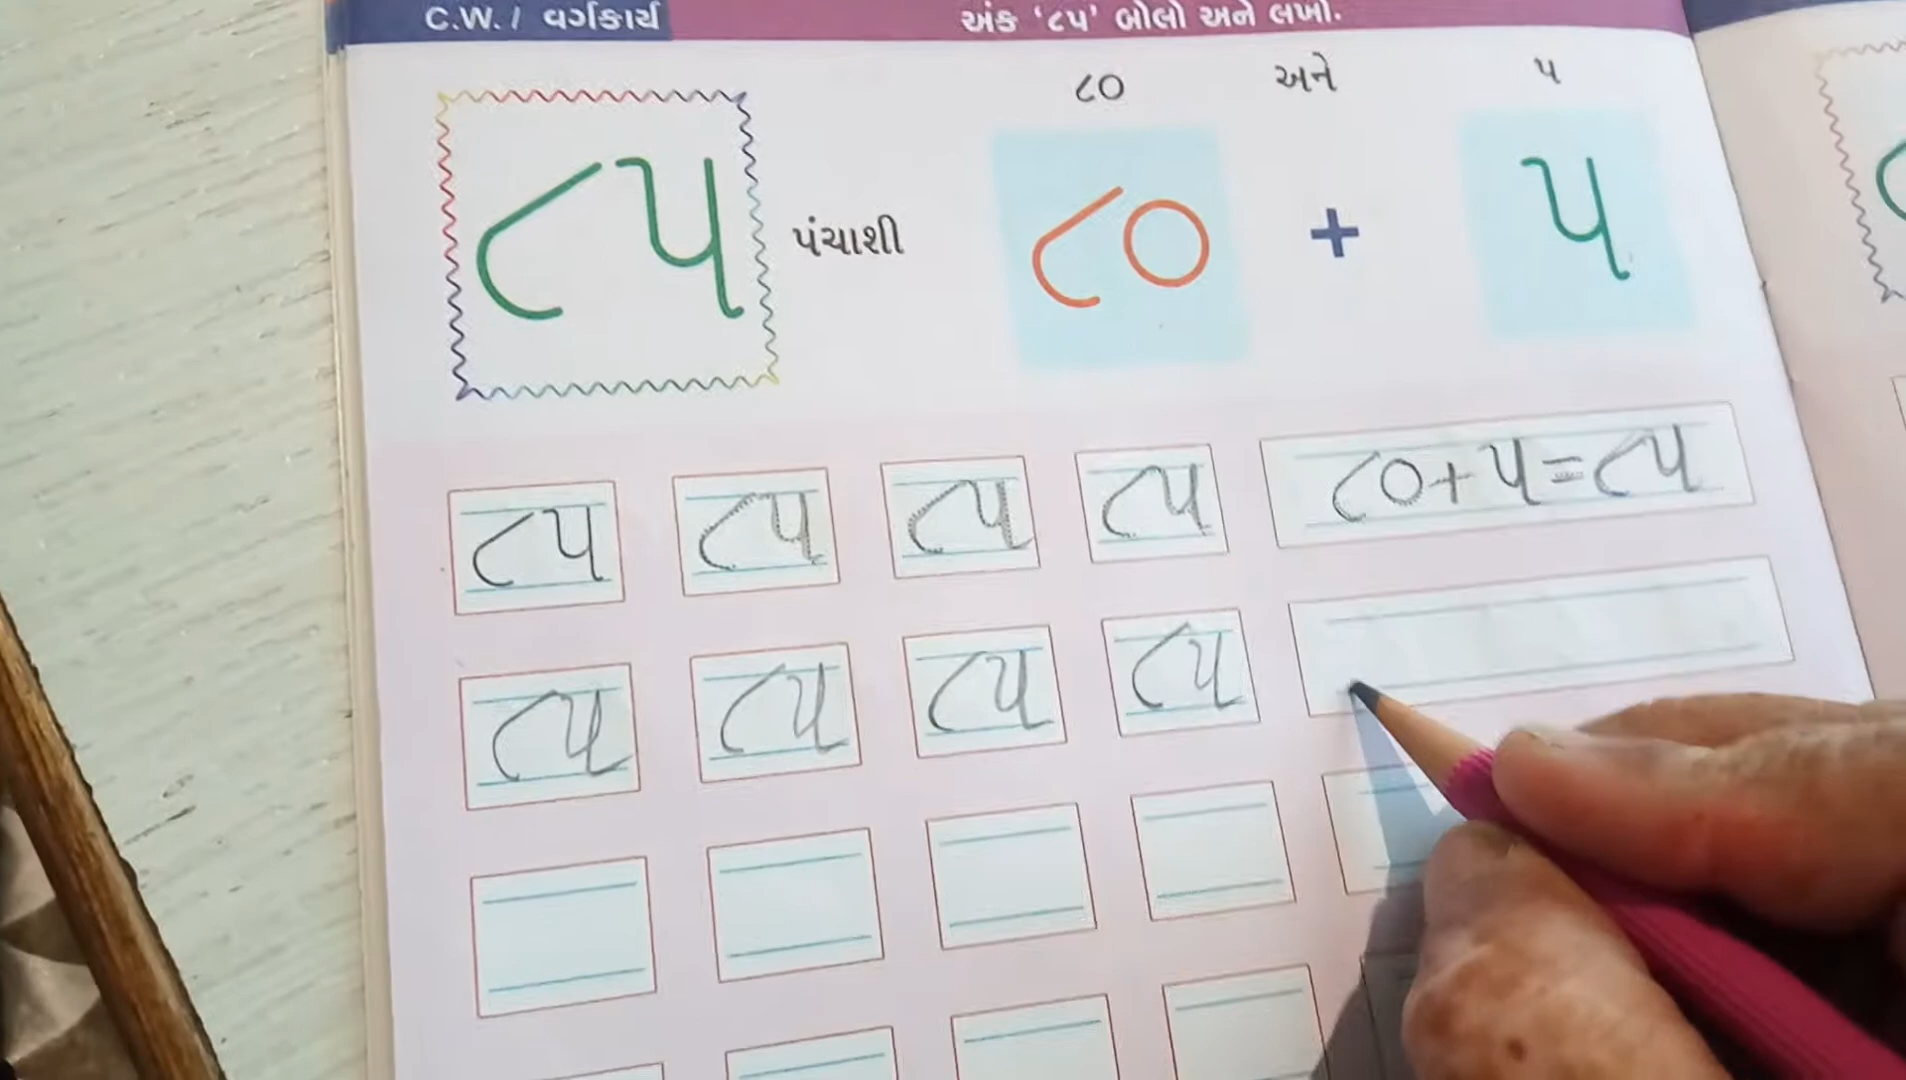 C.W. / વર્ગકાર્ય
અંક ‘૮૫’ બોલો અને લખો.
૮૦ અને ૫
૮૫ પંચાશી ૮૦ + ૫
૮૫ ૮૫ ૮૫ ૮૫ ૮૦+૫=૮૫
૮૫ ૮૫ ૮૫ ૮૫